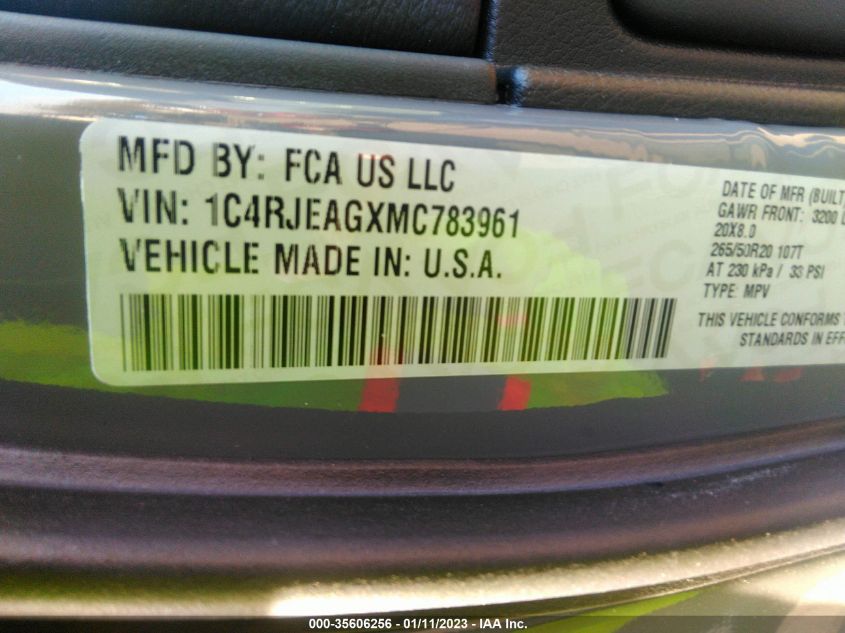 MFD BY: FCA US LLC
VIN: 1C4RJEAGXMC783961
VEHICLE MADE IN: U.S.A.
DATE OF MFR (BUILT)
GAWR FRONT: 3200
20X8.0
265/50R20 107T
AT 230 kPa / 33 PSI
TYPE: MPV
THIS VEHICLE CONFORMS
STANDARDS IN
000-35606256 - 01/11/2023 - IAA Inc.